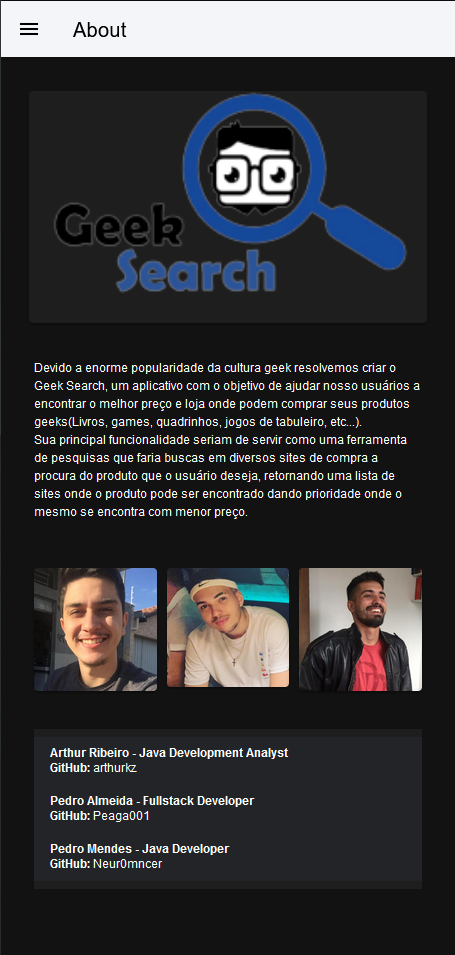 About
Geek
Search
Devido a enorme popularidade da cultura geek resolvemos criar o
Geek Search, um aplicativo com o objetivo de ajudar nosso usuários a
encontrar o melhor preço e loja onde podem comprar seus produtos
geeks(Livros, games, quadrinhos, jogos de tabuleiro, etc...).
Sua principal funcionalidade seriam de servir como uma ferramenta
de pesquisas que faria buscas em diversos sites de compra a
procura do produto que o usuário deseja, retornando uma lista de
sites onde o produto pode ser encontrado dando prioridade onde o
mesmo se encontra com menor preço.
Arthur Ribeiro - Java Development Analyst
GitHub: arthurkz
Pedro Almeida - Fullstack Developer
GitHub: Peaga001
Pedro Mendes - Java Developer
GitHub: Neur0mncer